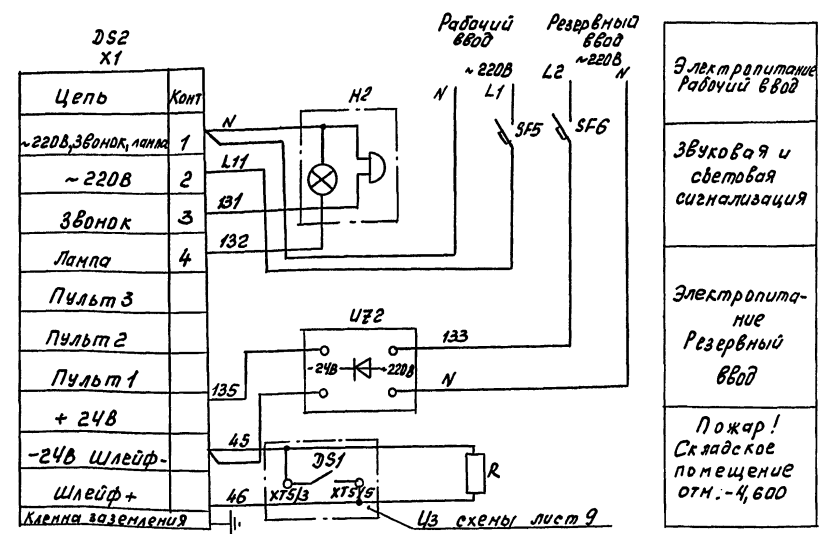 DS2
X1
Цепь Конт
~220В, Звонок, лампа 1
~220В 2
Звонок 3
Лампа 4
Пульт 3
Пульт 2
Пульт 1
+ 24В
-24В Шлейф-
Шлейф+
Клемма заземления
N
L11
131
132
135
45
46
Н2
Рабочий
ввод
~220В
N L1
SF5
Резервный
ввод
~220В
L2 N
SF6
UZ2
-24В ~220В
133
N
DS1
XT5/3 XT5/5
R
Из схемы лист 9
Электропитание
Рабочий ввод
Звуковая и
световая
сигнализация
Электропита-
ние
Резервный
ввод
Пожар!
Складское
помещение
отм:-4,600